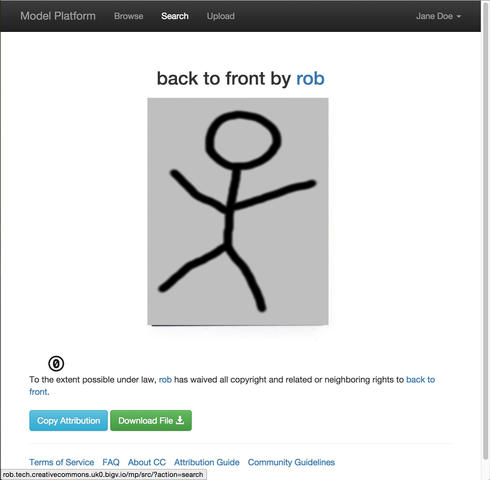 Model Platform Browse Search Upload Jane Doe
back to front by rob
0
To the extent possible under law, rob has waived all copyright and related or neighboring rights to back to
front.
Copy Attribution Download File
Terms of Service FAQ About CC Attribution Guide Community Guidelines
rob.tech.creativecommons.uk0.bigv.io/mp/src/?action=search